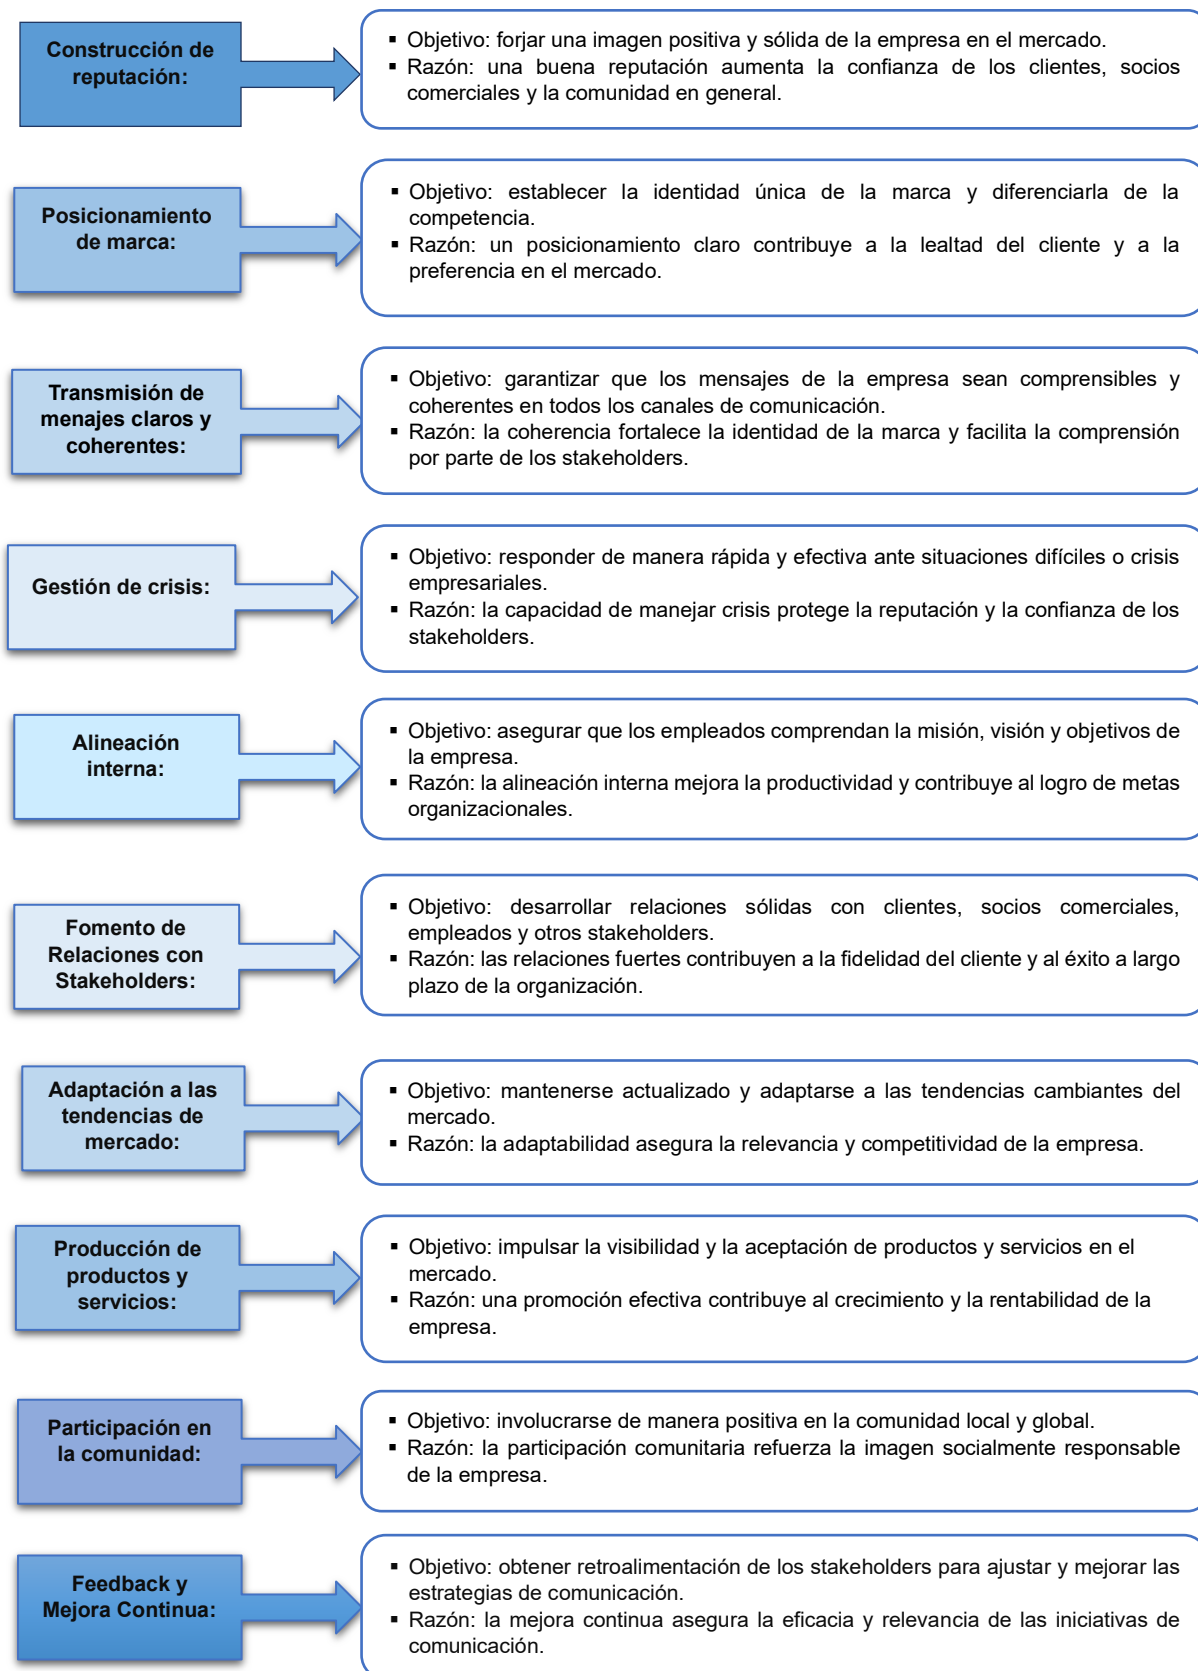 Construcción de
reputación:
▪ Objetivo: forjar una imagen positiva y sólida de la empresa en el mercado.
▪ Razón: una buena reputación aumenta la confianza de los clientes, socios
comerciales y la comunidad en general.
Posicionamiento
de marca:
▪ Objetivo: establecer la identidad única de la marca y diferenciarla de la
competencia.
▪ Razón: un posicionamiento claro contribuye a la lealtad del cliente y a la
preferencia en el mercado.
Transmisión de
menajes claros y
coherentes:
▪ Objetivo: garantizar que los mensajes de la empresa sean comprensibles y
coherentes en todos los canales de comunicación.
▪ Razón: la coherencia fortalece la identidad de la marca y facilita la comprensión
por parte de los stakeholders.
Gestión de crisis:
▪ Objetivo: responder de manera rápida y efectiva ante situaciones difíciles o crisis
empresariales.
▪ Razón: la capacidad de manejar crisis protege la reputación y la confianza de los
stakeholders.
Alineación
interna:
▪ Objetivo: asegurar que los empleados comprendan la misión, visión y objetivos de
la empresa.
▪ Razón: la alineación interna mejora la productividad y contribuye al logro de metas
organizacionales.
Fomento de
Relaciones con
Stakeholders:
▪ Objetivo: desarrollar relaciones sólidas con clientes, socios comerciales,
empleados y otros stakeholders.
▪ Razón: las relaciones fuertes contribuyen a la fidelidad del cliente y al éxito a largo
plazo de la organización.
Adaptación a las
tendencias de
mercado:
▪ Objetivo: mantenerse actualizado y adaptarse a las tendencias cambiantes del
mercado.
▪ Razón: la adaptabilidad asegura la relevancia y competitividad de la empresa.
Producción de
productos y
servicios:
▪ Objetivo: impulsar la visibilidad y la aceptación de productos y servicios en el
mercado.
▪ Razón: una promoción efectiva contribuye al crecimiento y la rentabilidad de la
empresa.
Participación en
la comunidad:
▪ Objetivo: involucrarse de manera positiva en la comunidad local y global.
▪ Razón: la participación comunitaria refuerza la imagen socialmente responsable
de la empresa.
Feedback y
Mejora Continua:
▪ Objetivo: obtener retroalimentación de los stakeholders para ajustar y mejorar las
estrategias de comunicación.
▪ Razón: la mejora continua asegura la eficacia y relevancia de las iniciativas de
comunicación.